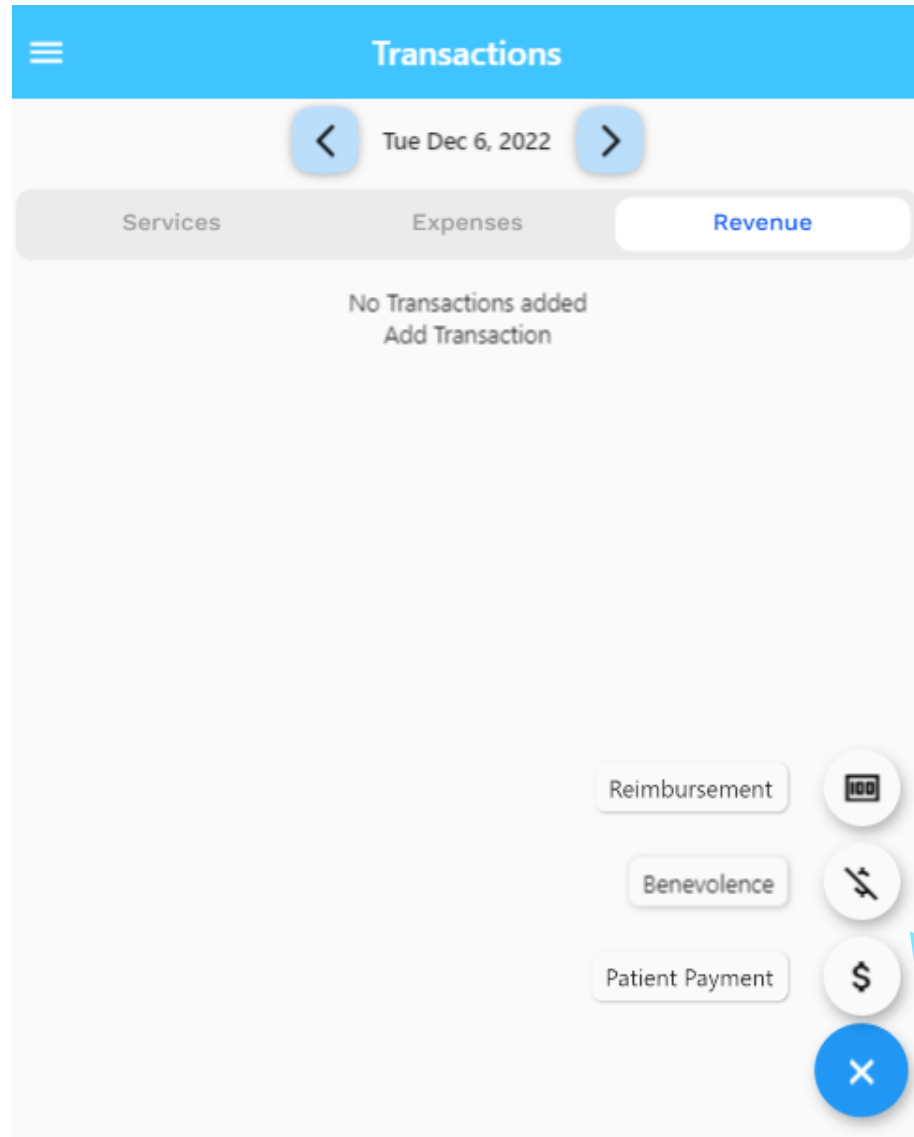 Transactions
Tue Dec 6, 2022
Services Expenses Revenue
No Transactions added
Add Transaction
Reimbursement
Benevolence
Patient Payment
$